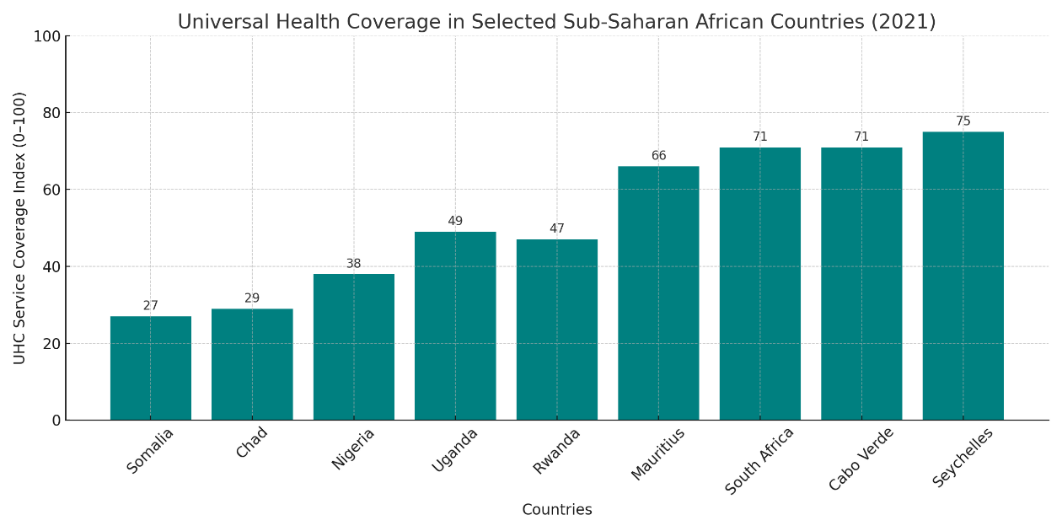 Universal Health Coverage in Selected Sub-Saharan African Countries (2021)
UHC Service Coverage Index (0–100)
100
80
60
40
20
0
27
29
38
49
47
66
71
71
75
Somalia
Chad
Nigeria
Uganda
Rwanda
Mauritius
South Africa
Cabo Verde
Seychelles
Countries